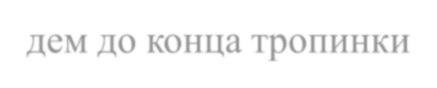 дем до конца тропинки